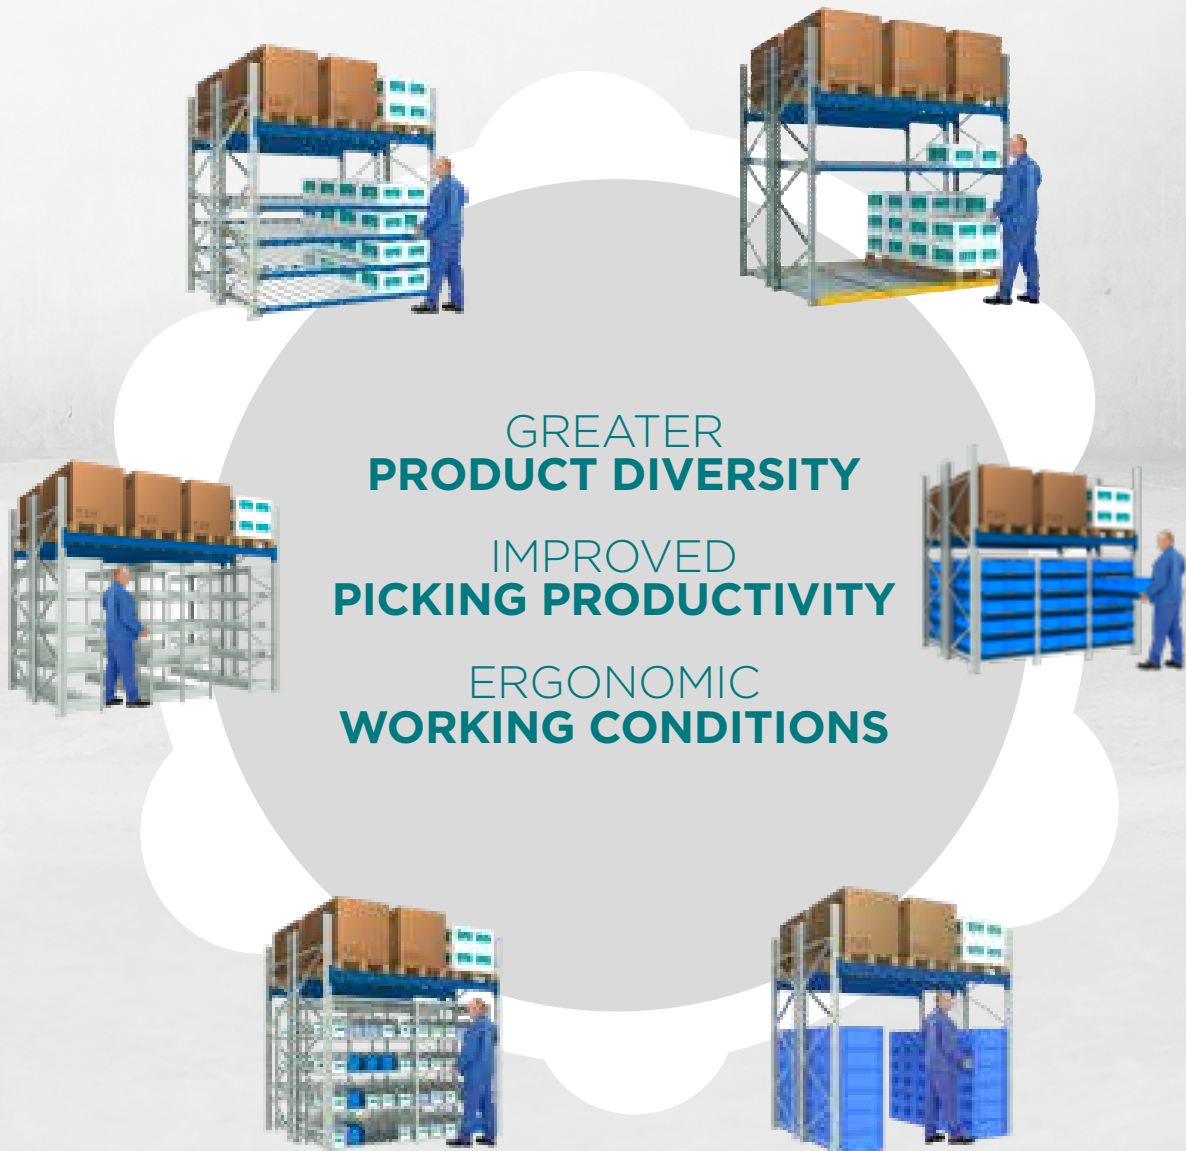 GREATER
PRODUCT DIVERSITY
IMPROVED
PICKING PRODUCTIVITY
ERGONOMIC
WORKING CONDITIONS